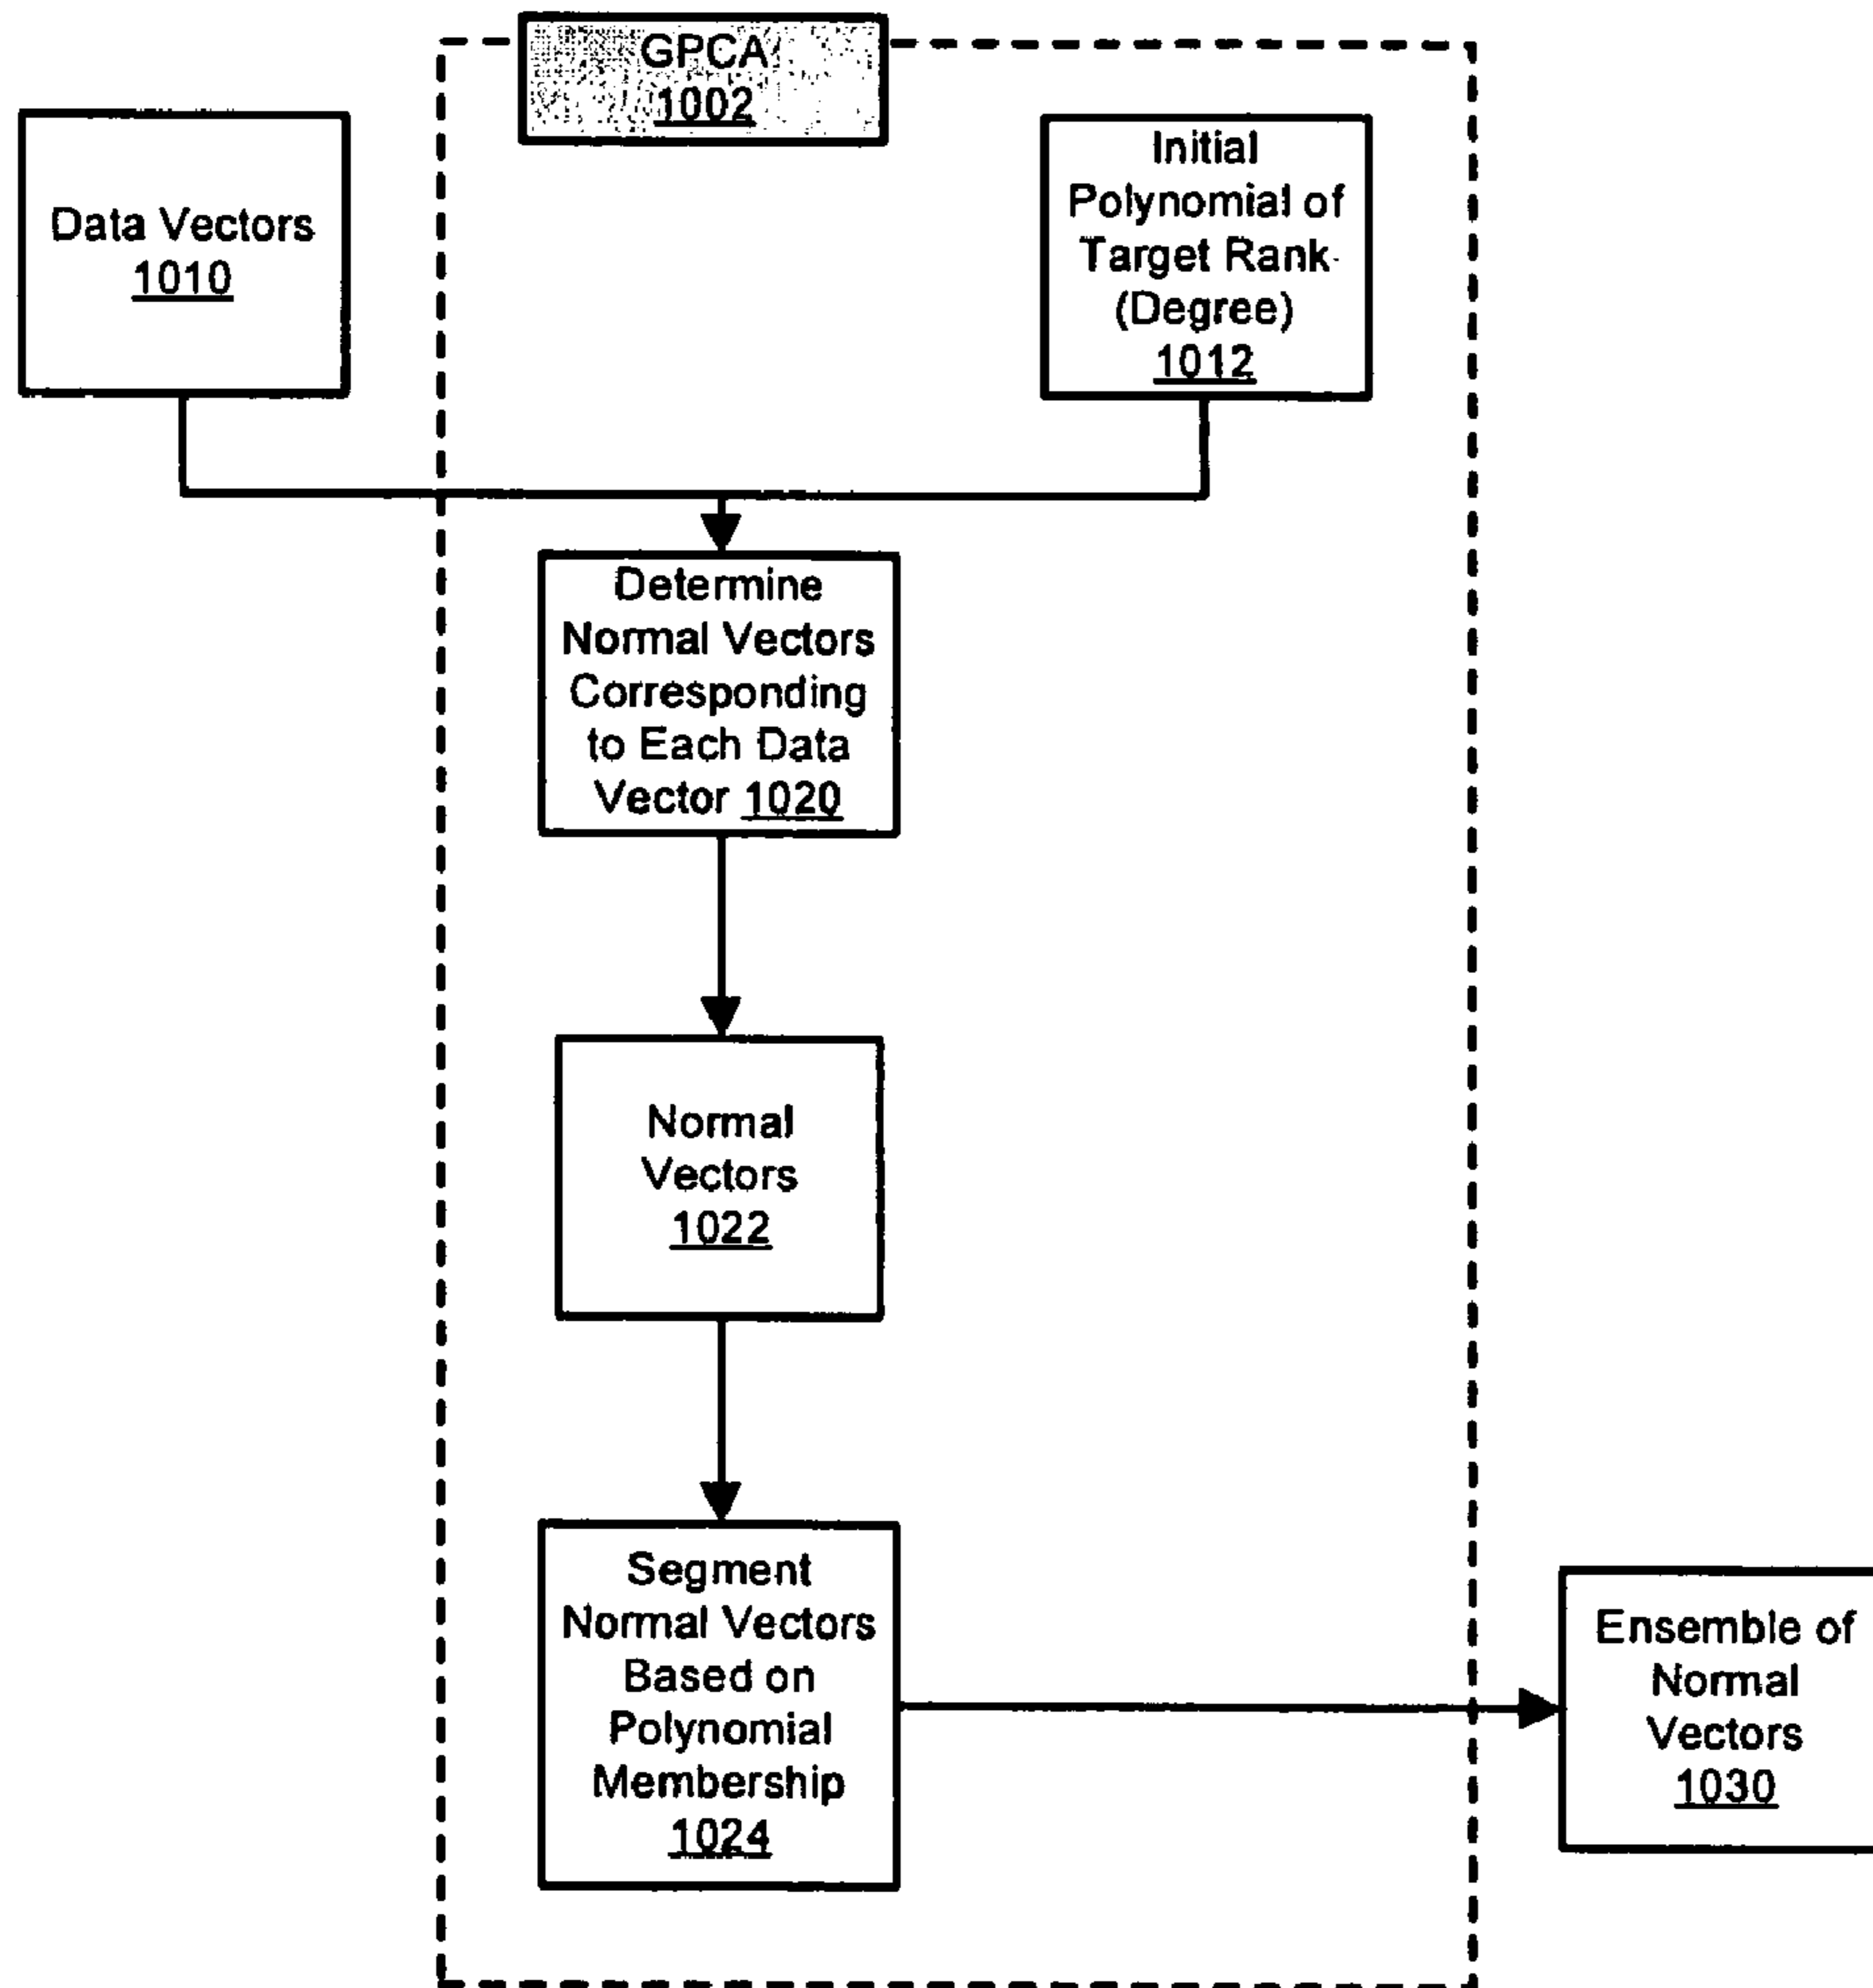 GPCA
1002
Data Vectors
1010
Initial
Polynomial of
Target Rank
(Degree)
1012
Determine
Normal Vectors
Corresponding
to Each Data
Vector 1020
Normal
Vectors
1022
Segment
Normal Vectors
Based on
Polynomial
Membership
1024
Ensemble of
Normal
Vectors
1030